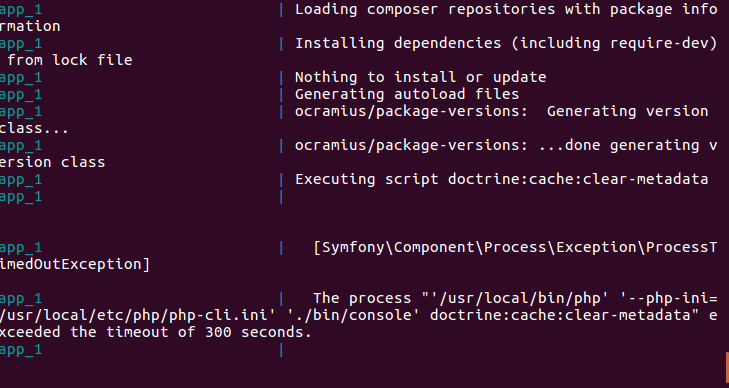 app_1 | Loading composer repositories with package info
rmation
app_1 | Installing dependencies (including require-dev)
 from lock file
app_1 | Nothing to install or update
app_1 | Generating autoload files
app_1 | ocramius/package-versions:  Generating version
class...
app_1 | ocramius/package-versions: ...done generating v
ersion class
app_1 | Executing script doctrine:cache:clear-metadata
app_1 |
app_1 |   [Symfony\Component\Process\Exception\ProcessT
imedOutException]
app_1 |   The process "'/usr/local/bin/php' '--php-ini=
/usr/local/etc/php/php-cli.ini' './bin/console' doctrine:cache:clear-metadata" e
xceeded the timeout of 300 seconds.
app_1 |